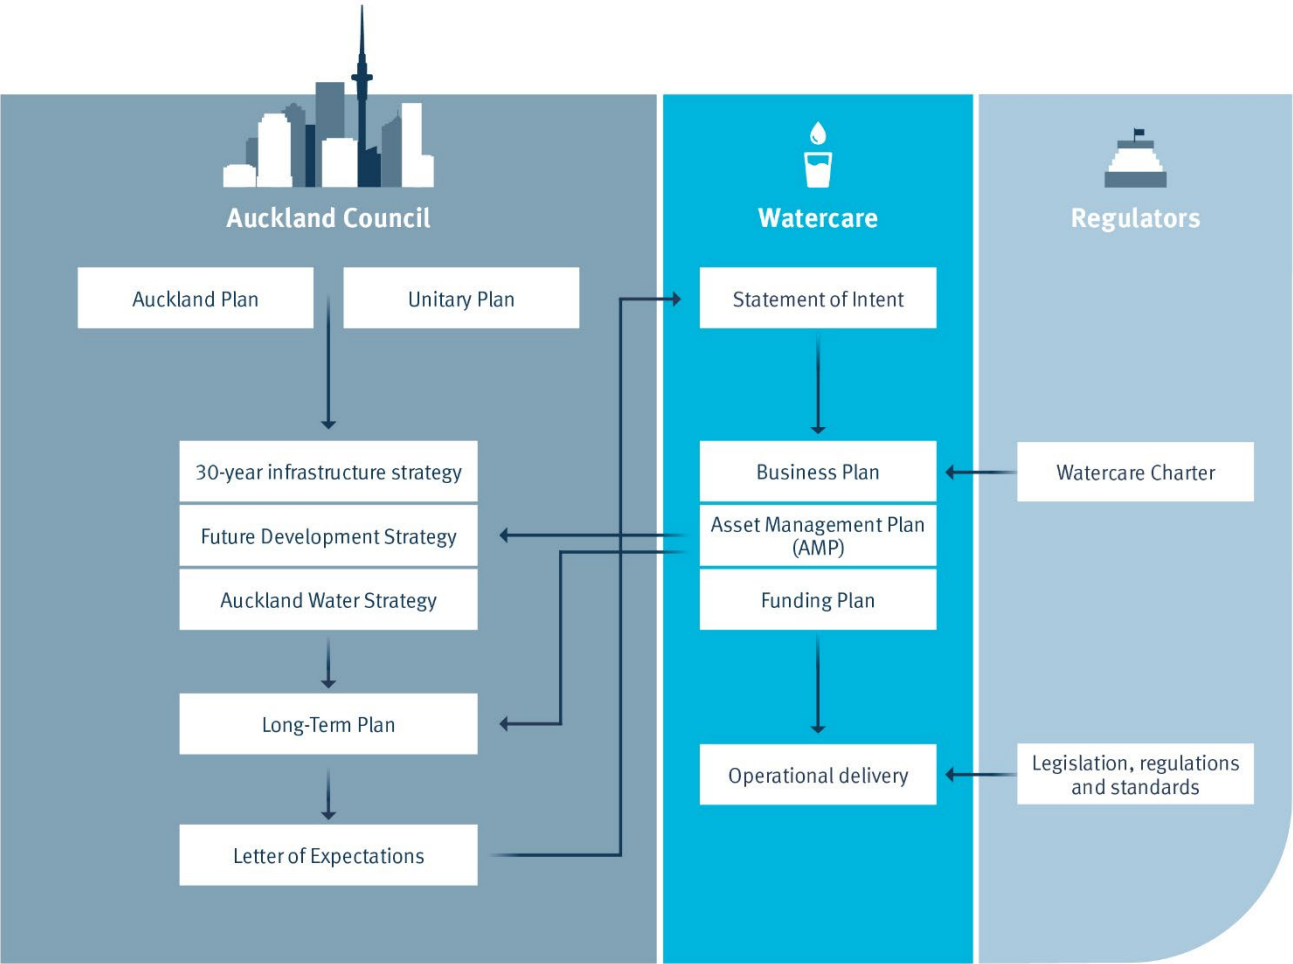 Auckland Council
Auckland Plan
Unitary Plan
30-year infrastructure strategy
Future Development Strategy
Auckland Water Strategy
Long-Term Plan
Letter of Expectations
Watercare
Statement of Intent
Business Plan
Asset Management Plan
(AMP)
Funding Plan
Operational delivery
Regulators
Watercare Charter
Legislation, regulations
and standards